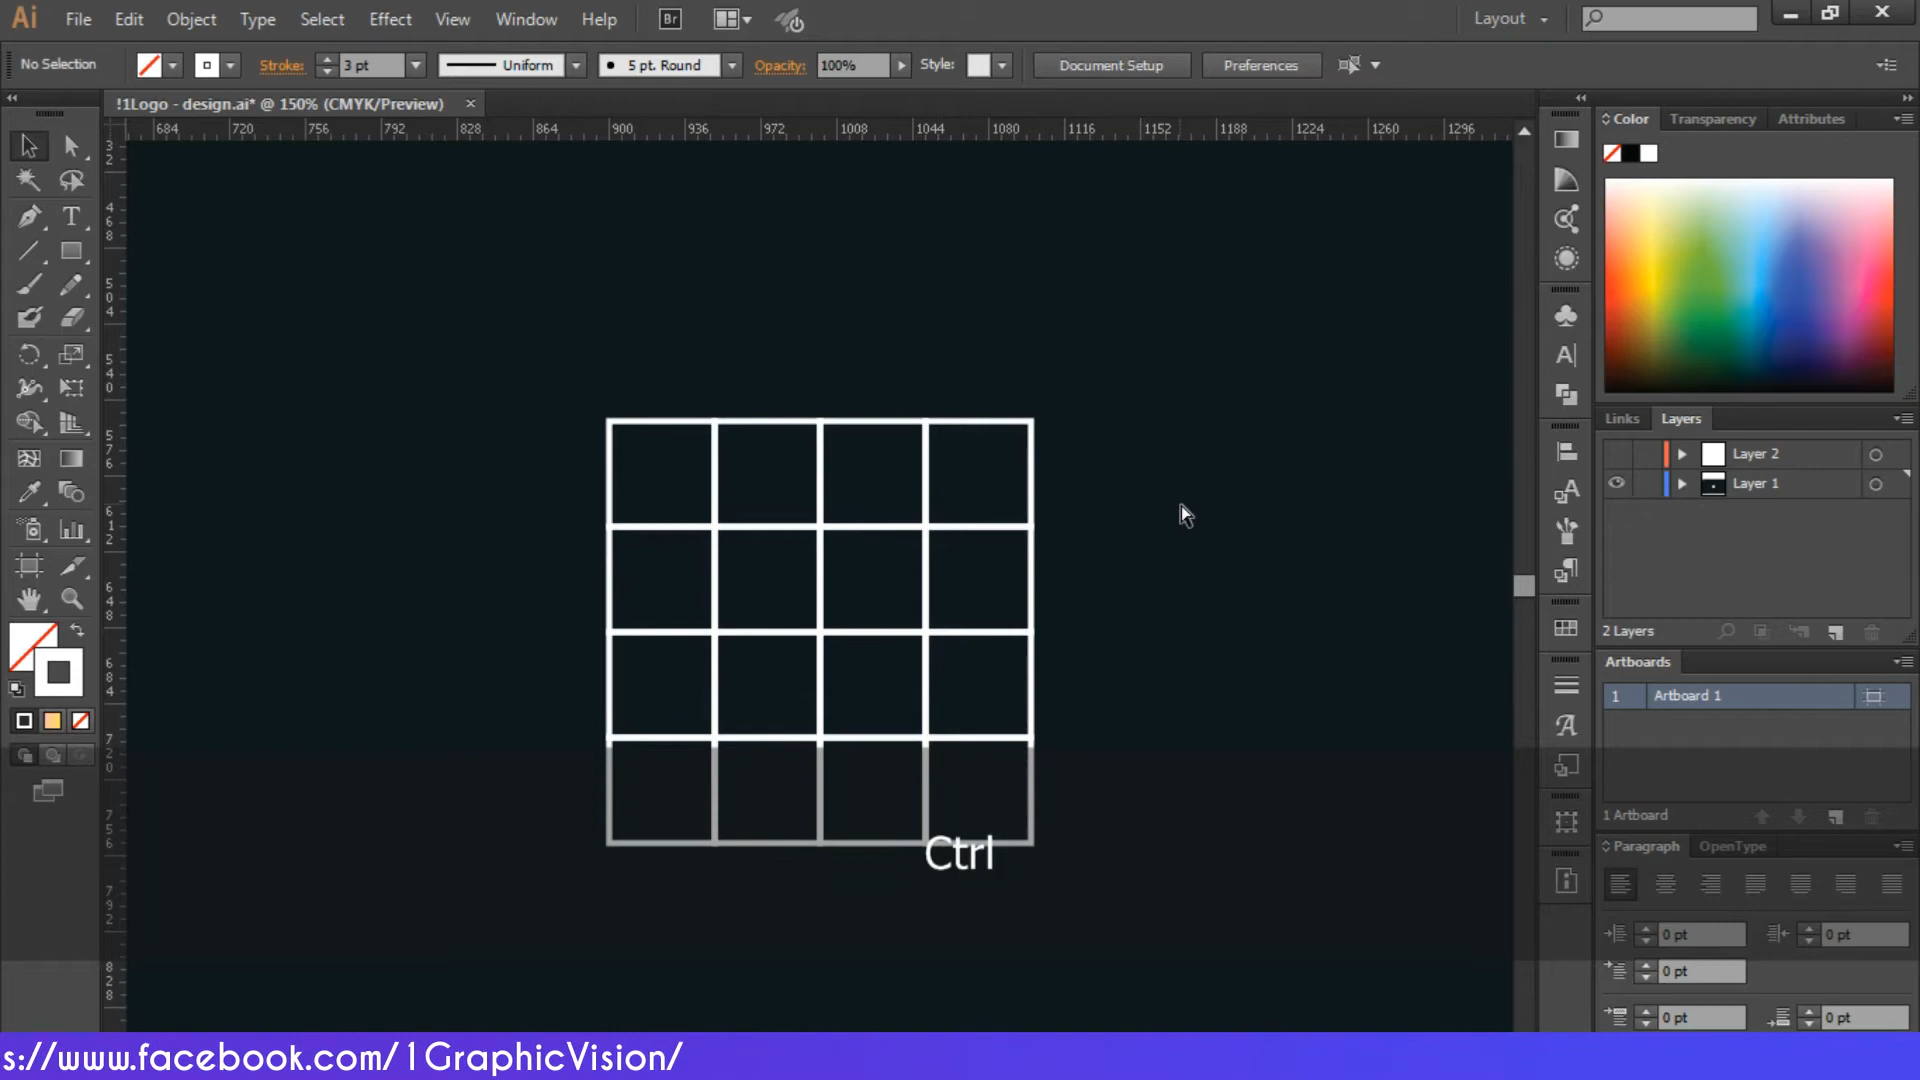 Ai File Edit Object Type Select Effect View Window Help Br Layout
No Selection Stroke: 3 pt Uniform 5 pt. Round Opacity: 100% Style: Document Setup Preferences
!1Logo - design.ai* @ 150% (CMYK/Preview)
684 720 756 792 828 864 900 936 972 1008 1044 1080 1116 1152 1188 1224 1260 1296
Color Transparency Attributes
Links Layers
Layer 2
Layer 1
2 Layers
Artboards
1 Artboard 1
1 Artboard
Paragraph OpenType
0 pt 0 pt
0 pt
0 pt 0 pt
Ctrl
s://www.facebook.com/1GraphicVision/